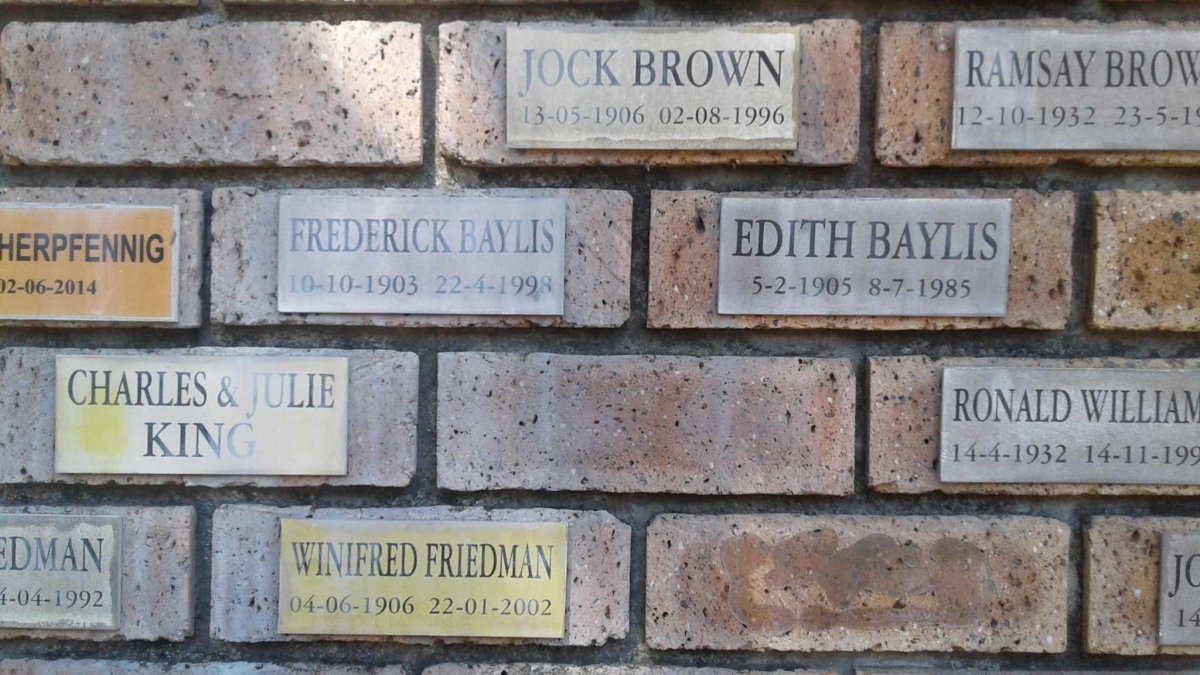 JOCK BROWN
13-05-1906 02-08-1996
RAMSAY BROW
12-10-1932 23-5-1
HERPFENNIG
02-06-2014
FREDERICK BAYLIS
10-10-1903 22-4-1998
EDITH BAYLIS
5-2-1905 8-7-1985
CHARLES & JULIE
KING
RONALD WILLIAM
14-4-1932 14-11-199
EDMAN
4-04-1992
WINIFRED FRIEDMAN
04-06-1906 22-01-2002
JO
14